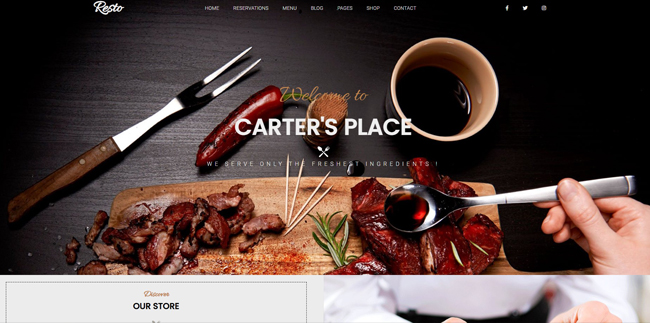 Resto
HOME RESERVATIONS MENU BLOG PAGES SHOP CONTACT
Welcome to
CARTER'S PLACE
WE SERVE ONLY THE FRESHEST INGREDIENTS!
Discover
OUR STORE